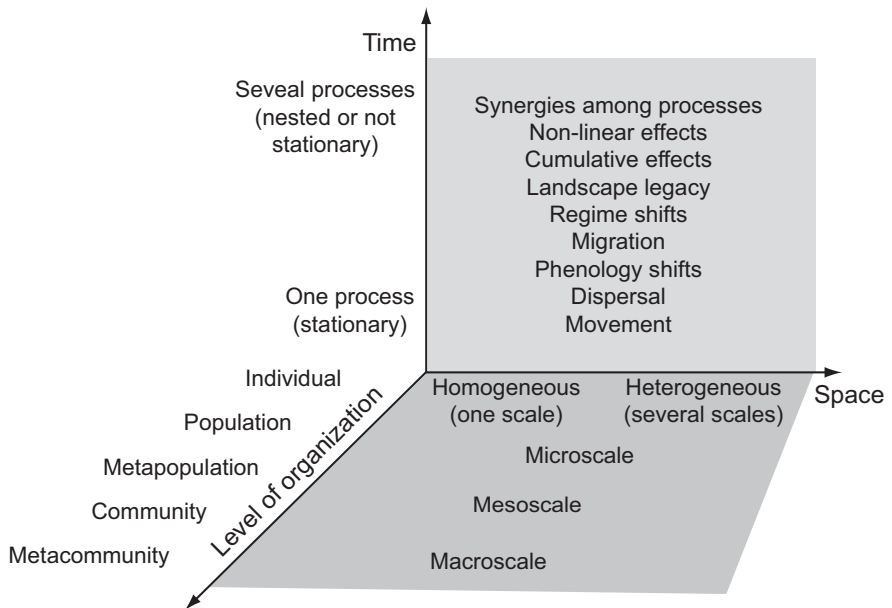 Time
Seveal processes
(nested or not
stationary)
Synergies among processes
Non-linear effects
Cumulative effects
Landscape legacy
Regime shifts
Migration
Phenology shifts
Dispersal
Movement
One process
(stationary)
Individual
Population
Metapopulation
Community
Metacommunity
Level of organization
Homogeneous
(one scale)
Heterogeneous
(several scales)
Space
Microscale
Mesoscale
Macroscale